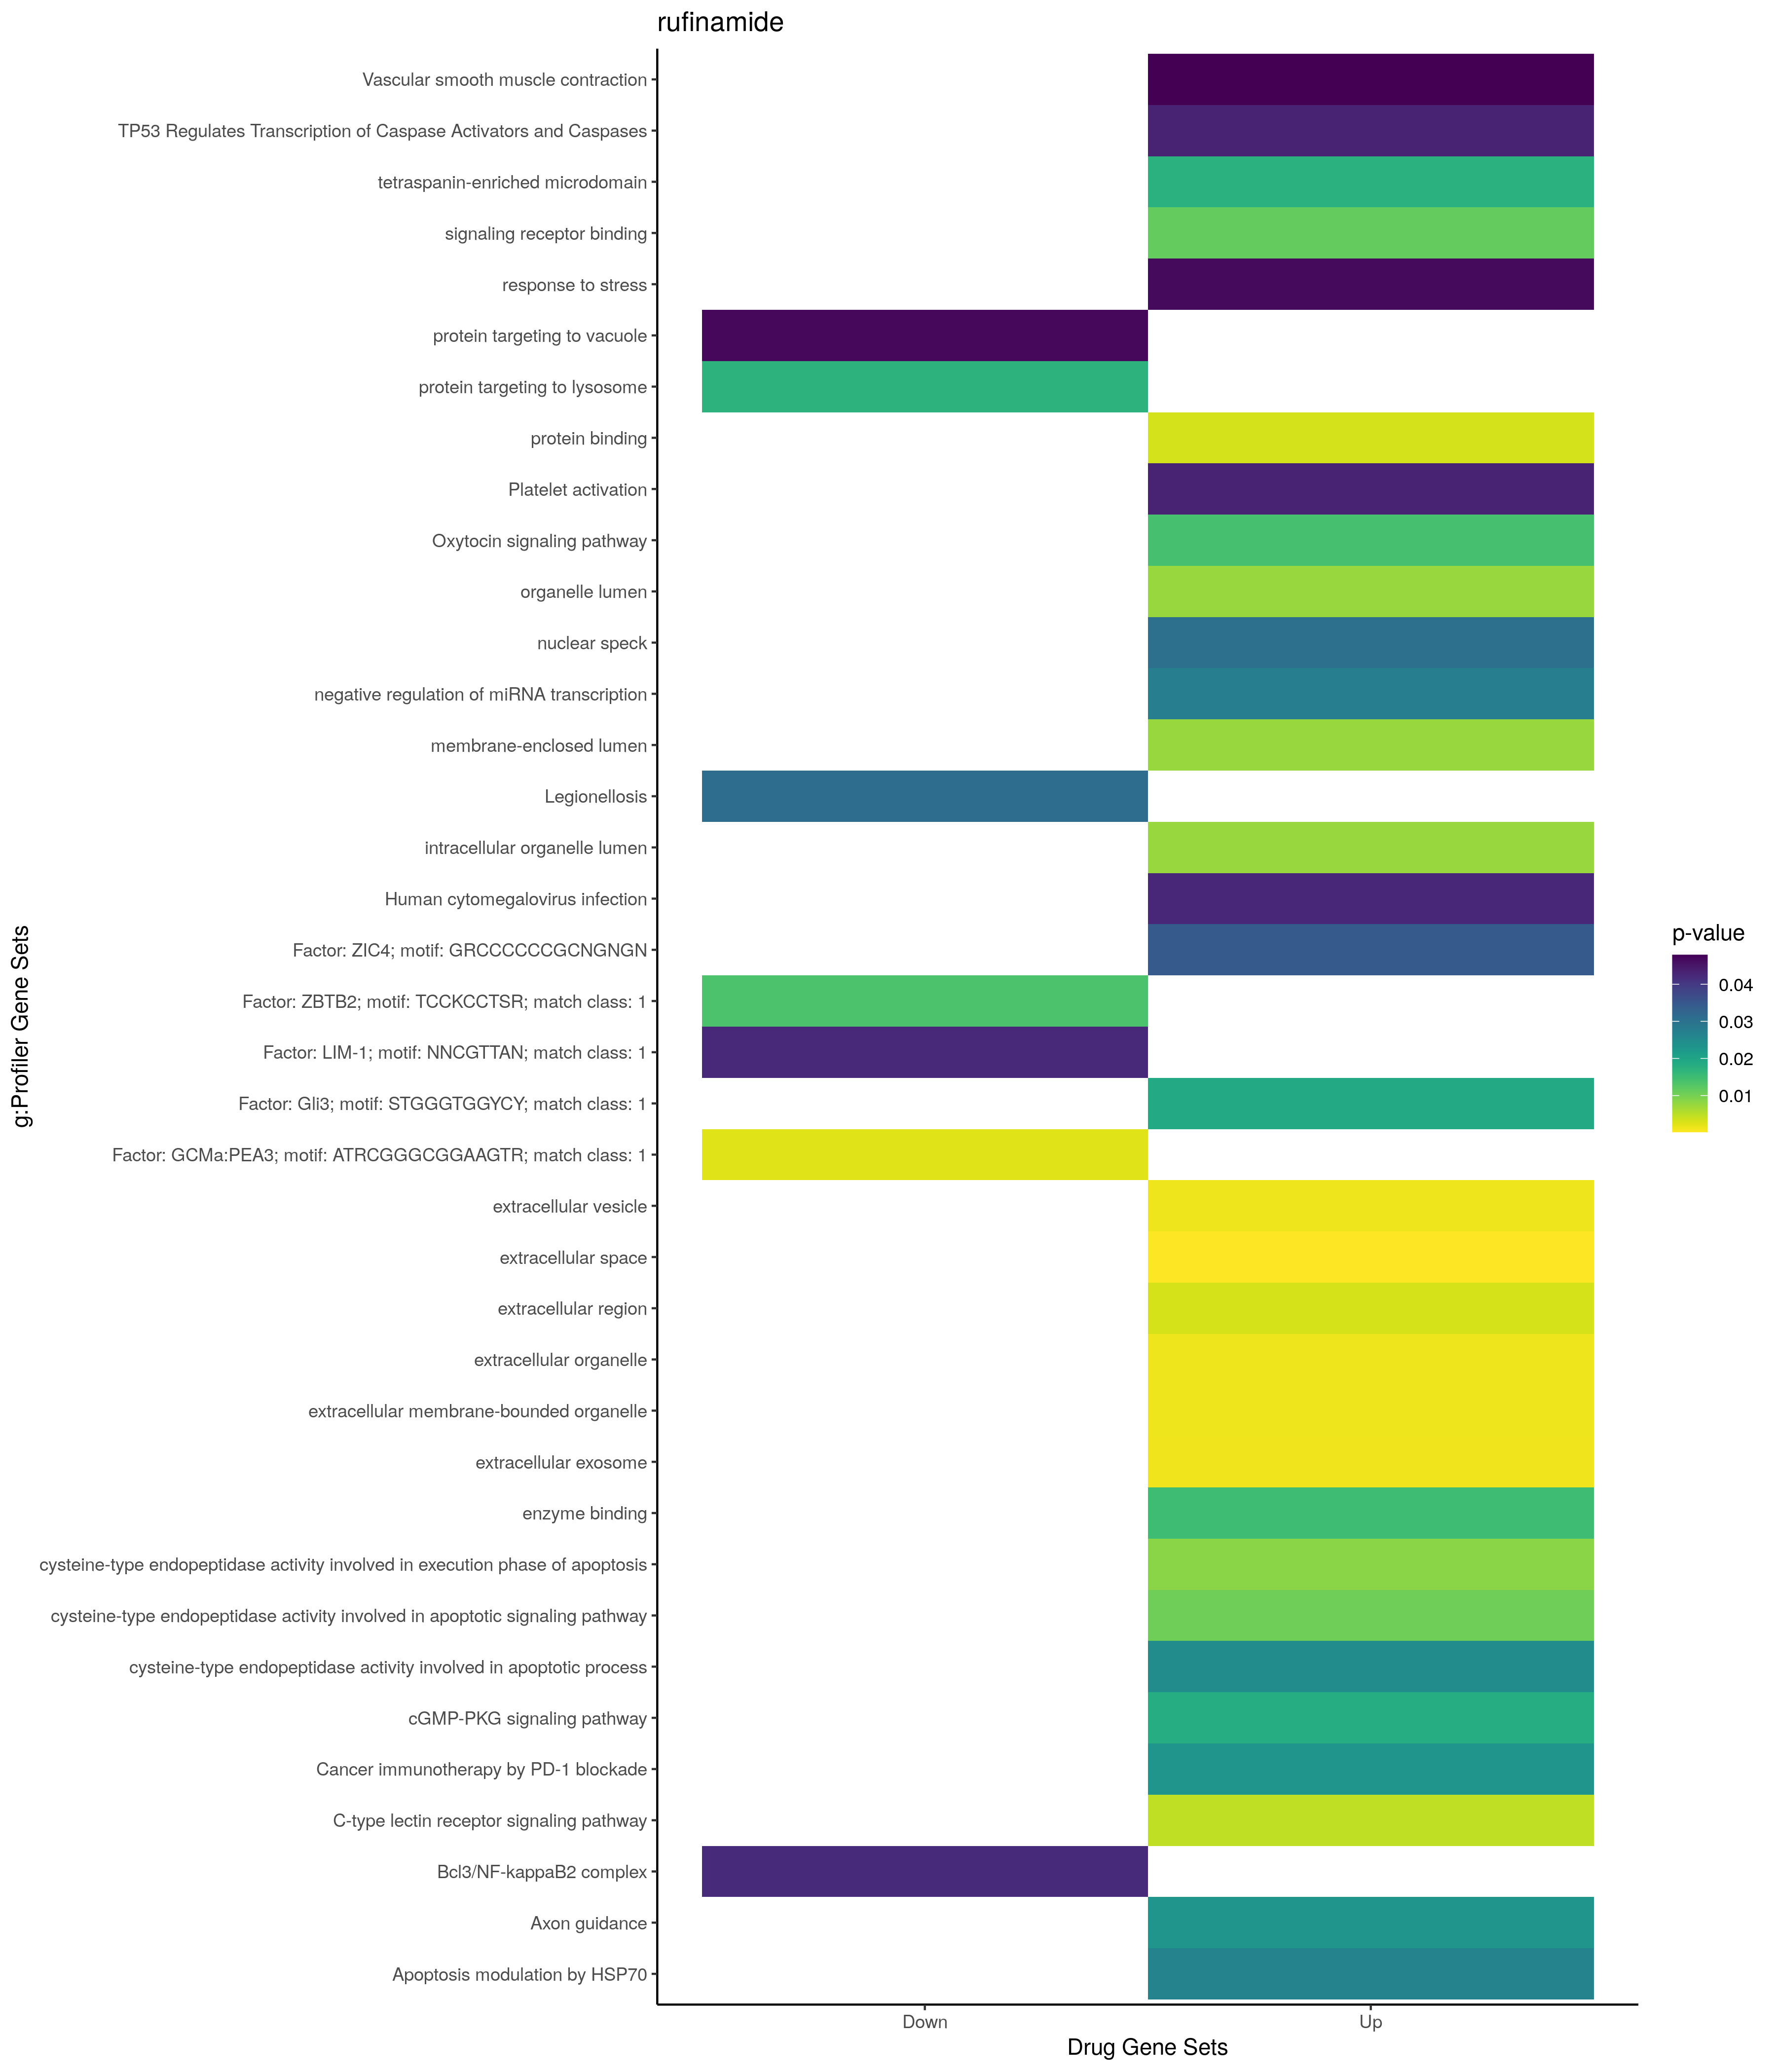 rufinamide
Vascular smooth muscle contraction
TP53 Regulates Transcription of Caspase Activators and Caspases
tetraspanin-enriched microdomain
signaling receptor binding
response to stress
protein targeting to vacuole
protein targeting to lysosome
protein binding
Platelet activation
Oxytocin signaling pathway
organelle lumen
nuclear speck
negative regulation of miRNA transcription
membrane-enclosed lumen
Legionellosis
intracellular organelle lumen
Human cytomegalovirus infection
Factor: ZIC4; motif: GRCCCCCCGCNGNGN
Factor: ZBTB2; motif: TCCKCCTSR; match class: 1
Factor: LIM-1; motif: NNCGTTAN; match class: 1
Factor: Gli3; motif: STGGGTGGYCY; match class: 1
Factor: GCMa:PEA3; motif: ATRCGGGCGGAAGTR; match class: 1
extracellular vesicle
extracellular space
extracellular region
extracellular organelle
extracellular membrane-bounded organelle
extracellular exosome
enzyme binding
cysteine-type endopeptidase activity involved in execution phase of apoptosis
cysteine-type endopeptidase activity involved in apoptotic signaling pathway
cysteine-type endopeptidase activity involved in apoptotic process
cGMP-PKG signaling pathway
Cancer immunotherapy by PD-1 blockade
C-type lectin receptor signaling pathway
Bcl3/NF-kappaB2 complex
Axon guidance
Apoptosis modulation by HSP70
g:Profiler Gene Sets
Down
Up
Drug Gene Sets
p-value
0.04
0.03
0.02
0.01